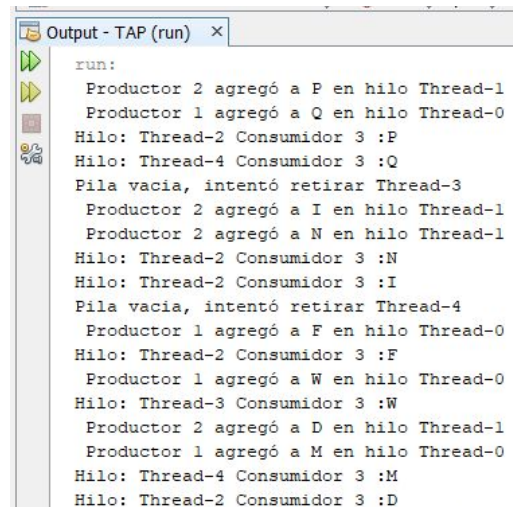 Output - TAP (run) ×
run:
Productor 2 agregó a P en hilo Thread-1
Productor 1 agregó a Q en hilo Thread-0
Hilo: Thread-2 Consumidor 3 :P
Hilo: Thread-4 Consumidor 3 :Q
Pila vacia, intentó retirar Thread-3
Productor 2 agregó a I en hilo Thread-1
Productor 2 agregó a N en hilo Thread-1
Hilo: Thread-2 Consumidor 3 :N
Hilo: Thread-2 Consumidor 3 :I
Pila vacia, intentó retirar Thread-4
Productor 1 agregó a F en hilo Thread-0
Hilo: Thread-2 Consumidor 3 :F
Productor 1 agregó a W en hilo Thread-0
Hilo: Thread-3 Consumidor 3 :W
Productor 2 agregó a D en hilo Thread-1
Productor 1 agregó a M en hilo Thread-0
Hilo: Thread-4 Consumidor 3 :M
Hilo: Thread-2 Consumidor 3 :D